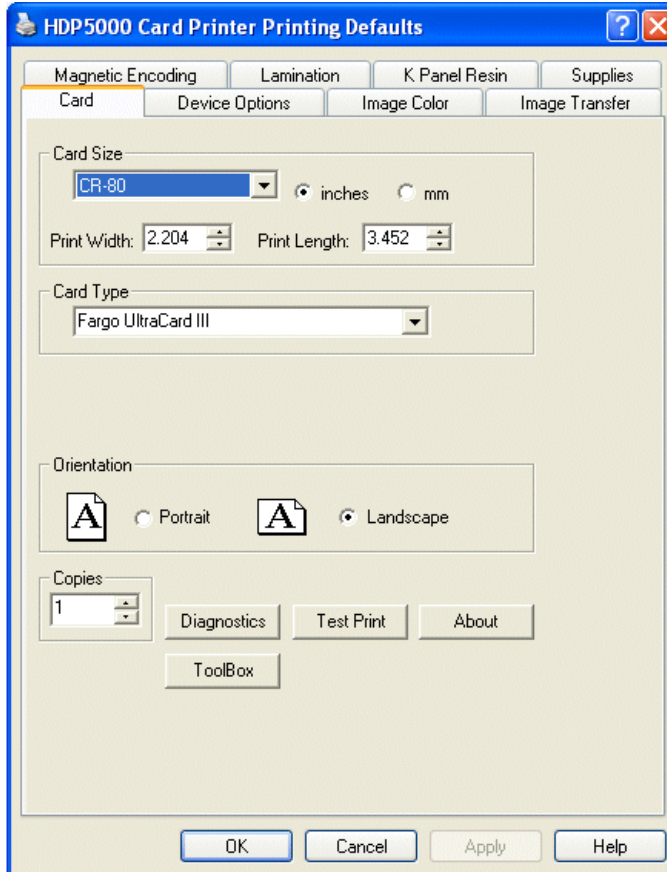 HDP5000 Card Printer Printing Defaults
Magnetic Encoding Lamination K Panel Resin Supplies
Card Device Options Image Color Image Transfer
Card Size
CR-80 inches mm
Print Width: 2.204 Print Length: 3.452
Card Type
Fargo UltraCard III
Orientation
A Portrait A Landscape
Copies
1 Diagnostics Test Print About
ToolBox
OK Cancel Apply Help